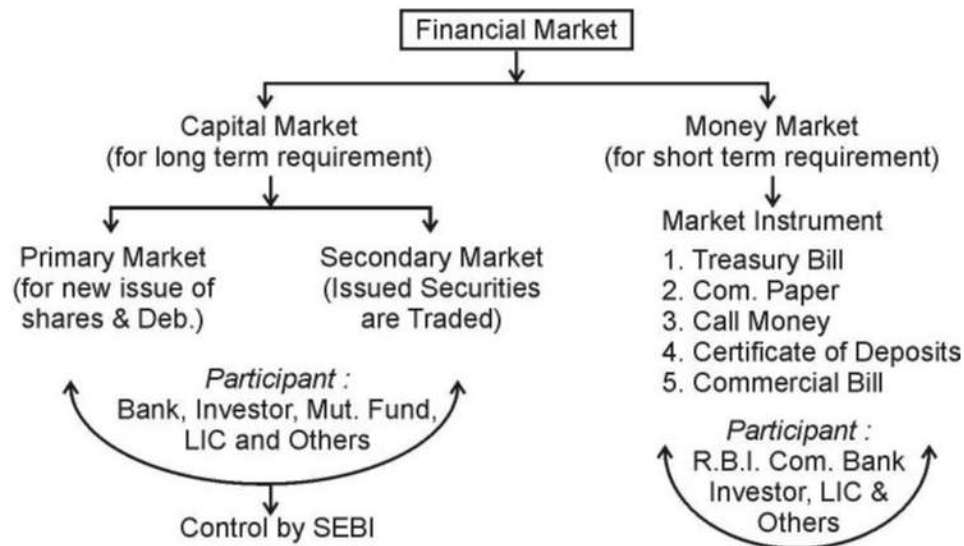 Financial Market
Capital Market
(for long term requirement)
Money Market
(for short term requirement)
Primary Market
(for new issue of
shares & Deb.)
Secondary Market
(Issued Securities
are Traded)
Participant :
Bank, Investor, Mut. Fund,
LIC and Others
Control by SEBI
Market Instrument
1. Treasury Bill
2. Com. Paper
3. Call Money
4. Certificate of Deposits
5. Commercial Bill
Participant :
R.B.I. Com. Bank
Investor, LIC &
Others